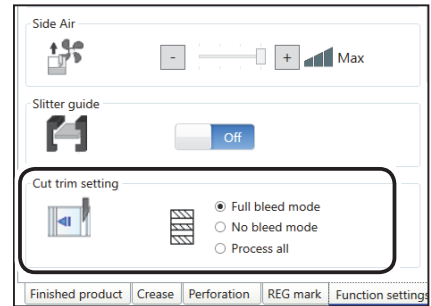 Side Air
- + Max
Slitter guide
Off
Cut trim setting
Full bleed mode
No bleed mode
Process all
Finished product Crease Perforation REG mark Function settings